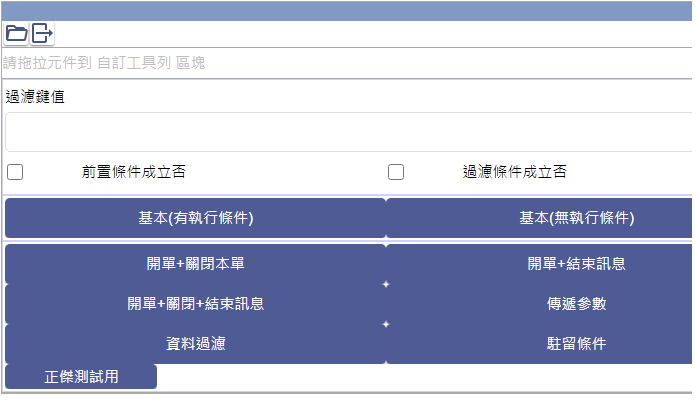 請拖拉元件到 自訂工具列 區塊
過濾鍵值
前置條件成立否 過濾條件成立否
基本(有執行條件) 基本(無執行條件)
開單+關閉本單 開單+結束訊息
開單+關閉+結束訊息 傳遞參數
資料過濾 駐留條件
正傑測試用